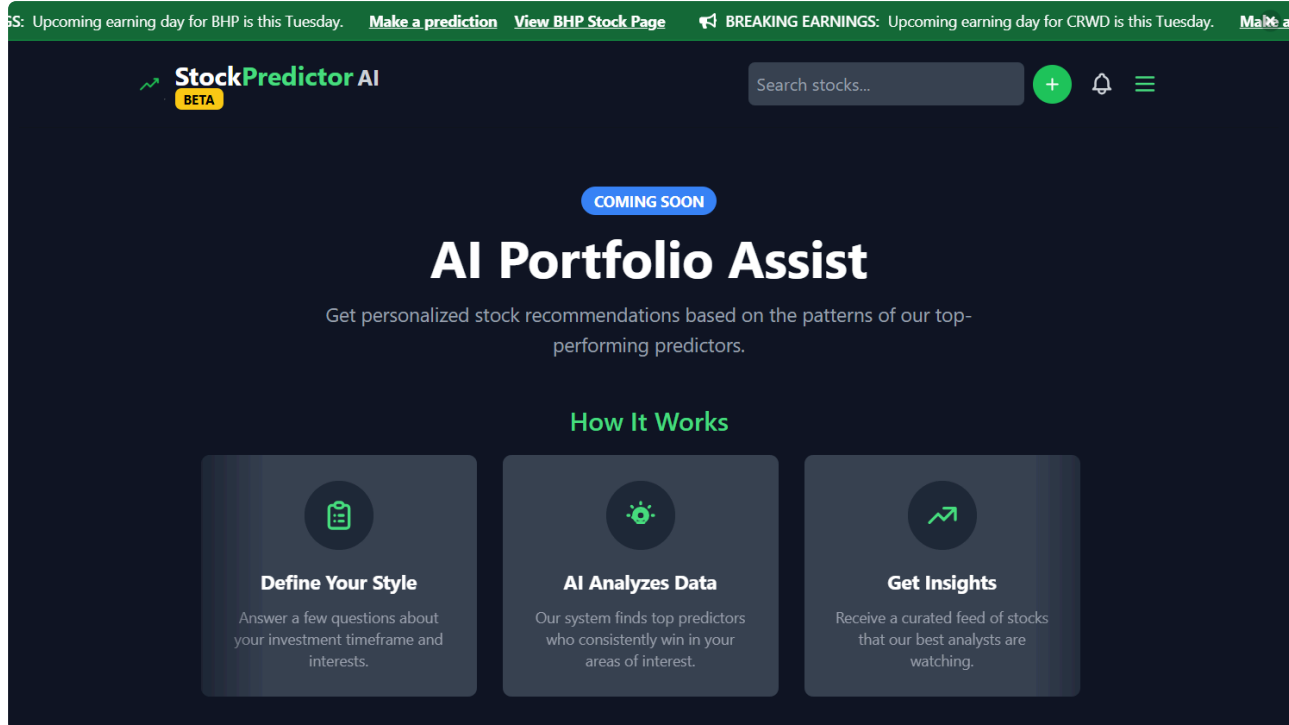 SS: Upcoming earning day for BHP is this Tuesday. Make a prediction View BHP Stock Page BREAKING EARNINGS: Upcoming earning day for CRWD is this Tuesday.
StockPredictor AI
BETA
Search stocks...
COMING SOON
AI Portfolio Assist
Get personalized stock recommendations based on the patterns of our top-
performing predictors.
How It Works
Define Your Style
Answer a few questions about
your investment timeframe and
interests.
AI Analyzes Data
Our system finds top predictors
who consistently win in your
areas of interest.
Get Insights
Receive a curated feed of stocks
that our best analysts are
watching.